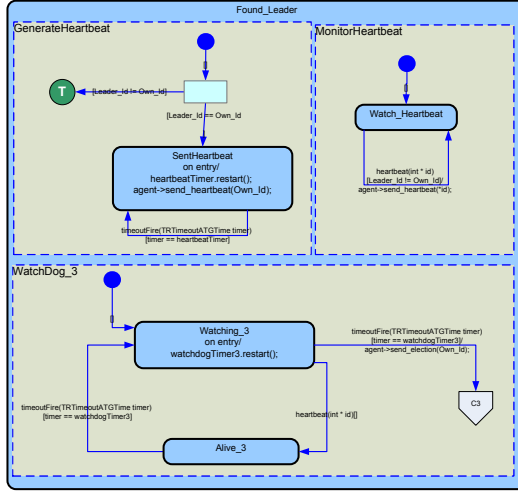 Found_Leader
GenerateHeartbeat
MonitorHeartbeat
[]
[]
T
[Leader_Id != Own_Id]
Watch_Heartbeat
[Leader_Id == Own_Id
SentHeartbeat
on entry/
heartbeatTimer.restart();
agent->send_heartbeat(Own_Id);
heartbeat(int * id)
[Leader_Id != Own_Id]/
agent->send_heartbeat(*id);
timeoutFire(TRTimeoutATGTime timer)
[timer == heartbeatTimer]
WatchDog_3
[]
Watching_3
on entry/
watchdogTimer3.restart();
timeoutFire(TRTimeoutATGTime timer)
[timer == watchdogTimer3]/
agent->send_election(Own_Id);
timeoutFire(TRTimeoutATGTime timer)
[timer == watchdogTimer3]
heartbeat(int * id)[]
C3
Alive_3